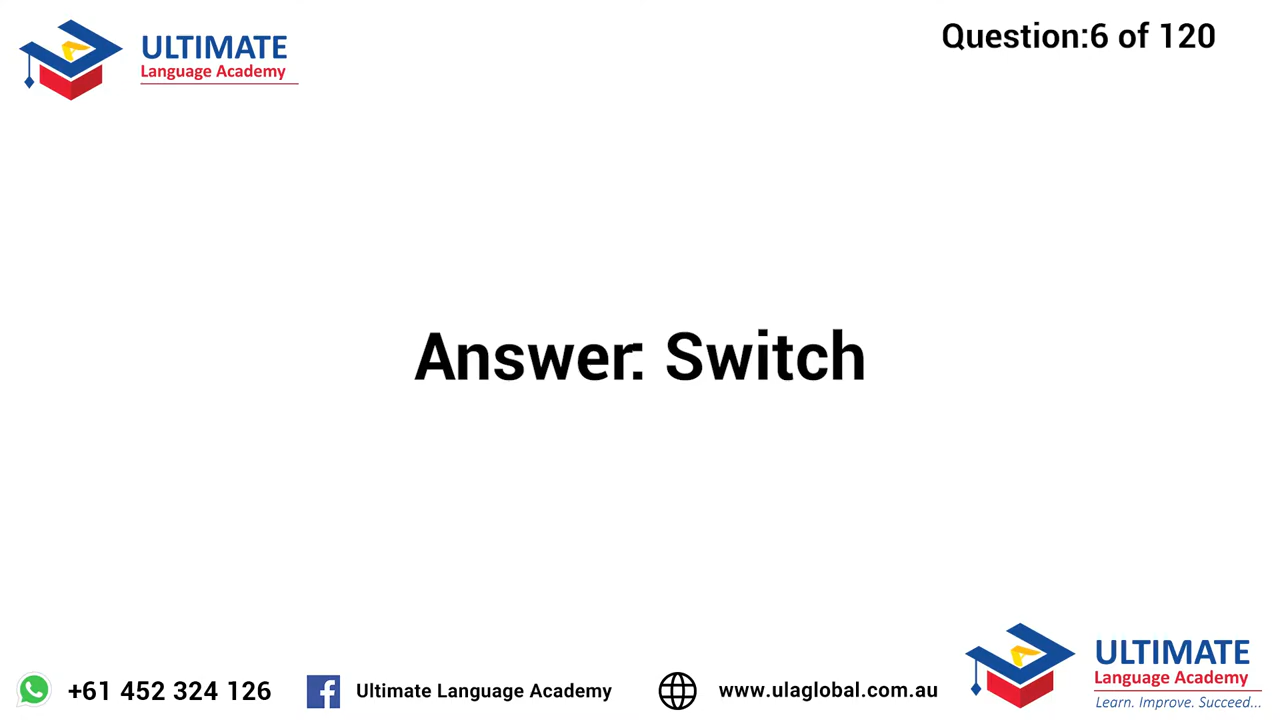 ULTIMATE
Language Academy
Question:6 of 120
Answer: Switch
+61 452 324 126
Ultimate Language Academy
www.ulaglobal.com.au
ULTIMATE
Language Academy
Learn. Improve. Succeed...